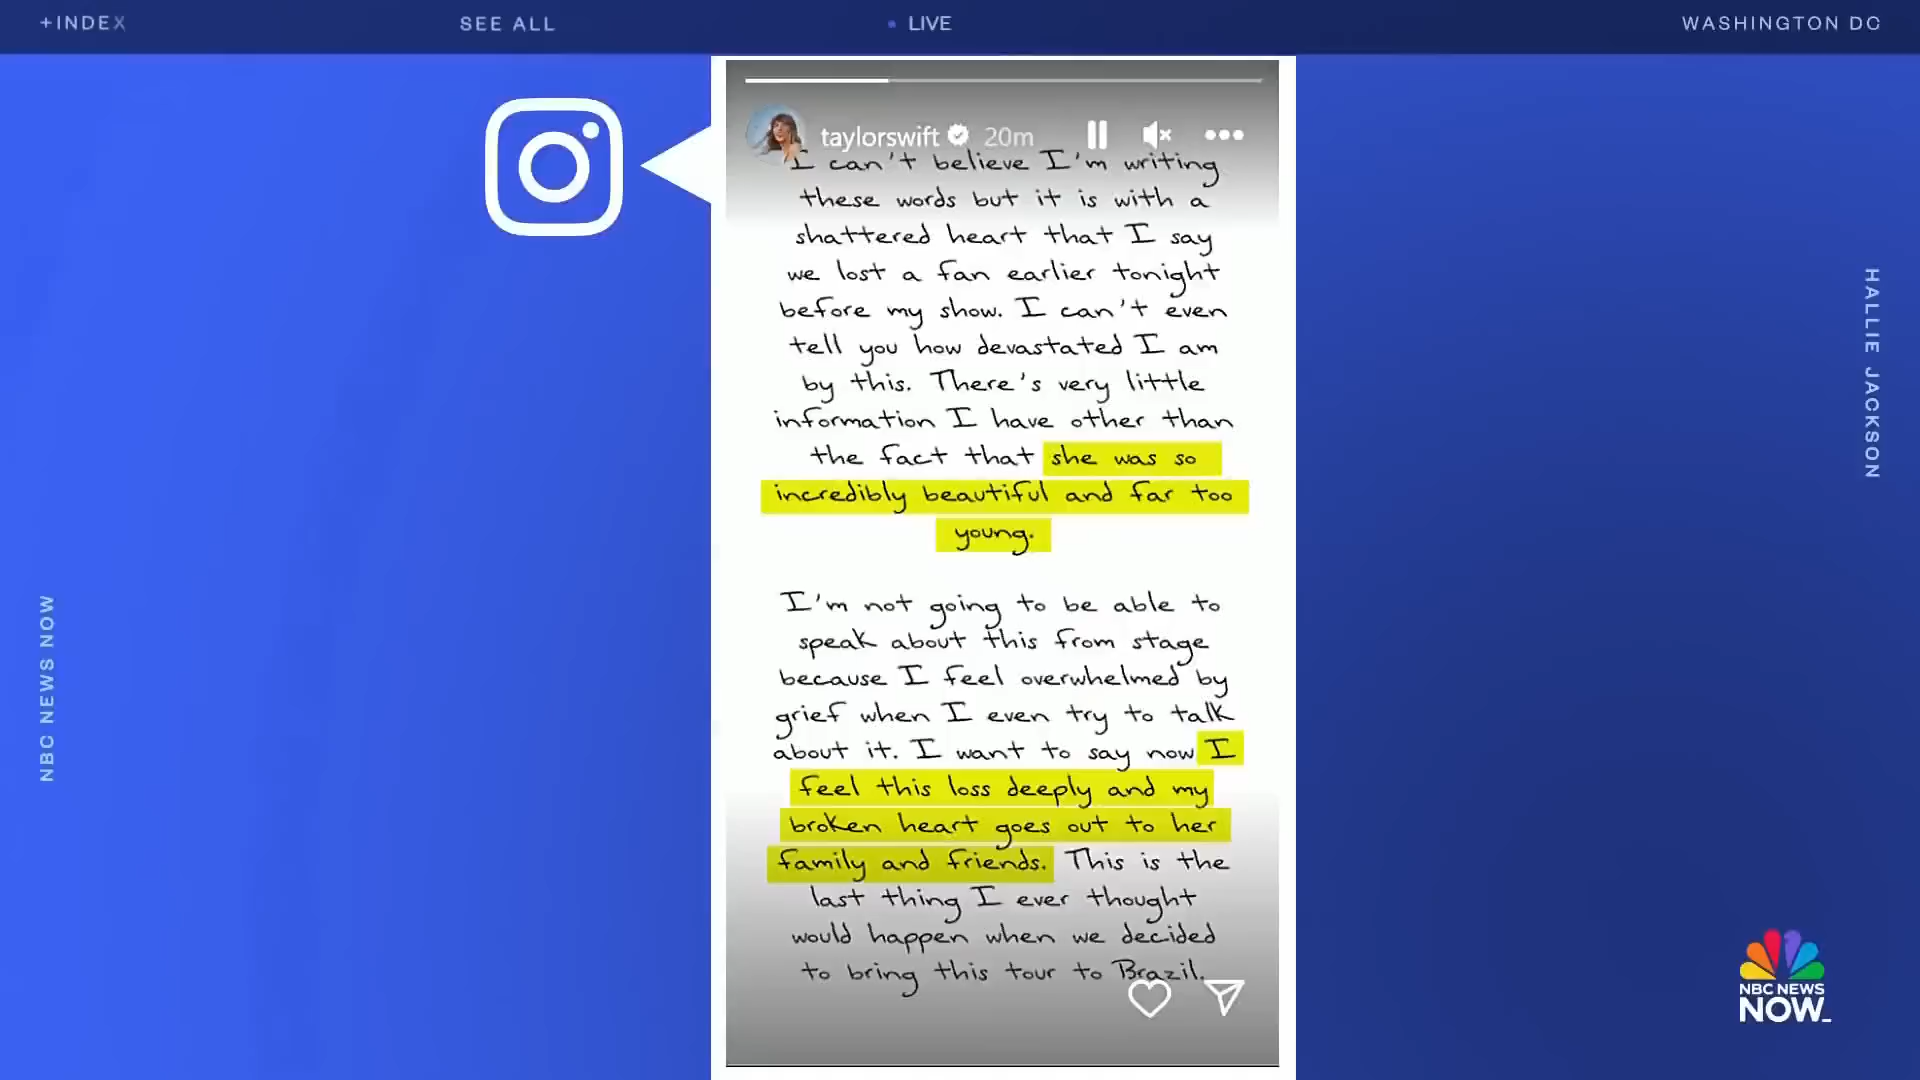 +INDEX
SEE ALL
LIVE
WASHINGTON DC
taylorswift 20m
I can't believe I'm writing
these words but it is with a
shattered heart that I say
we lost a fan earlier tonight
before my show. I can't even
tell you how devastated I am
by this. There's very little
information I have other than
the fact that she was so
incredibly beautiful and far too
young.
I'm not going to be able to
speak about this from stage
because I feel overwhelmed by
grief when I even try to talk
about it. I want to say now I
feel this loss deeply and my
broken heart goes out to her
family and friends. This is the
last thing I ever thought
would happen when we decided
to bring this tour to Brazil.
HALLIE JACKSON
NBC NEWS NOW
NBC NEWS
NOW_